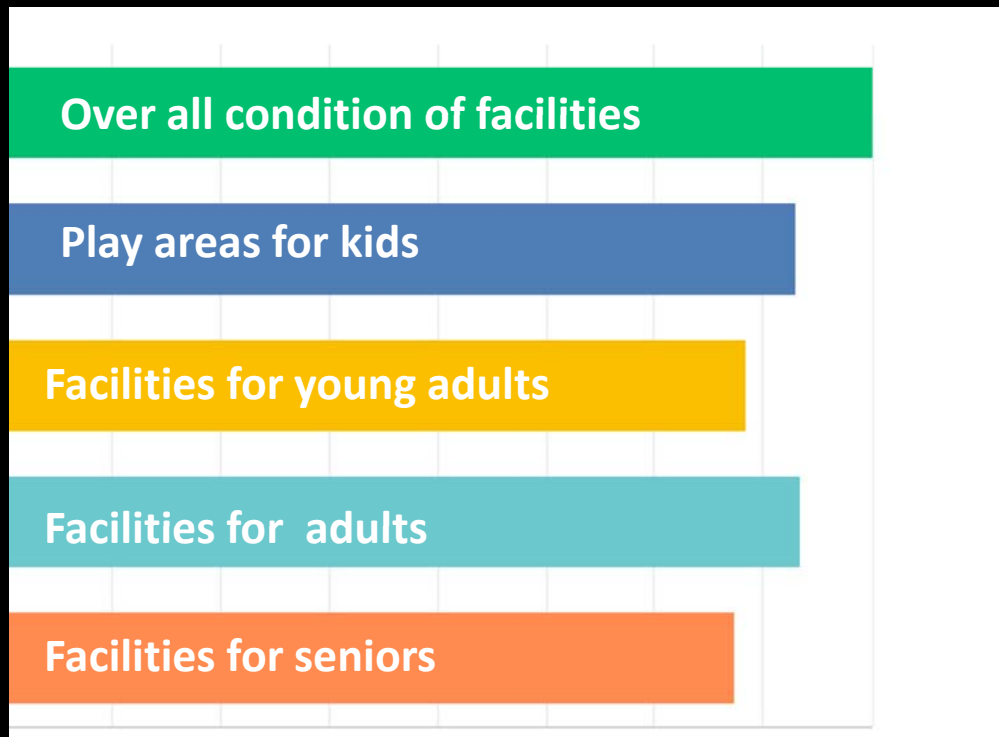 Over all condition of facilities
Play areas for kids
Facilities for young adults
Facilities for  adults
Facilities for seniors